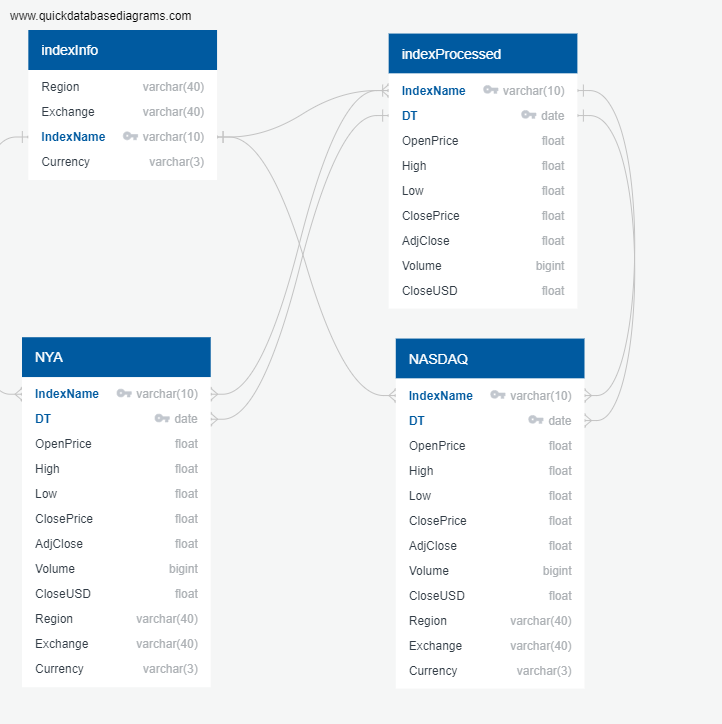 www.quickdatabasediagrams.com
indexInfo
Region varchar(40)
Exchange varchar(40)
IndexName varchar(10)
Currency varchar(3)
indexProcessed
IndexName varchar(10)
DT date
OpenPrice float
High float
Low float
ClosePrice float
AdjClose float
Volume bigint
CloseUSD float
NYA
IndexName varchar(10)
DT date
OpenPrice float
High float
Low float
ClosePrice float
AdjClose float
Volume bigint
CloseUSD float
Region varchar(40)
Exchange varchar(40)
Currency varchar(3)
NASDAQ
IndexName varchar(10)
DT date
OpenPrice float
High float
Low float
ClosePrice float
AdjClose float
Volume bigint
CloseUSD float
Region varchar(40)
Exchange varchar(40)
Currency varchar(3)